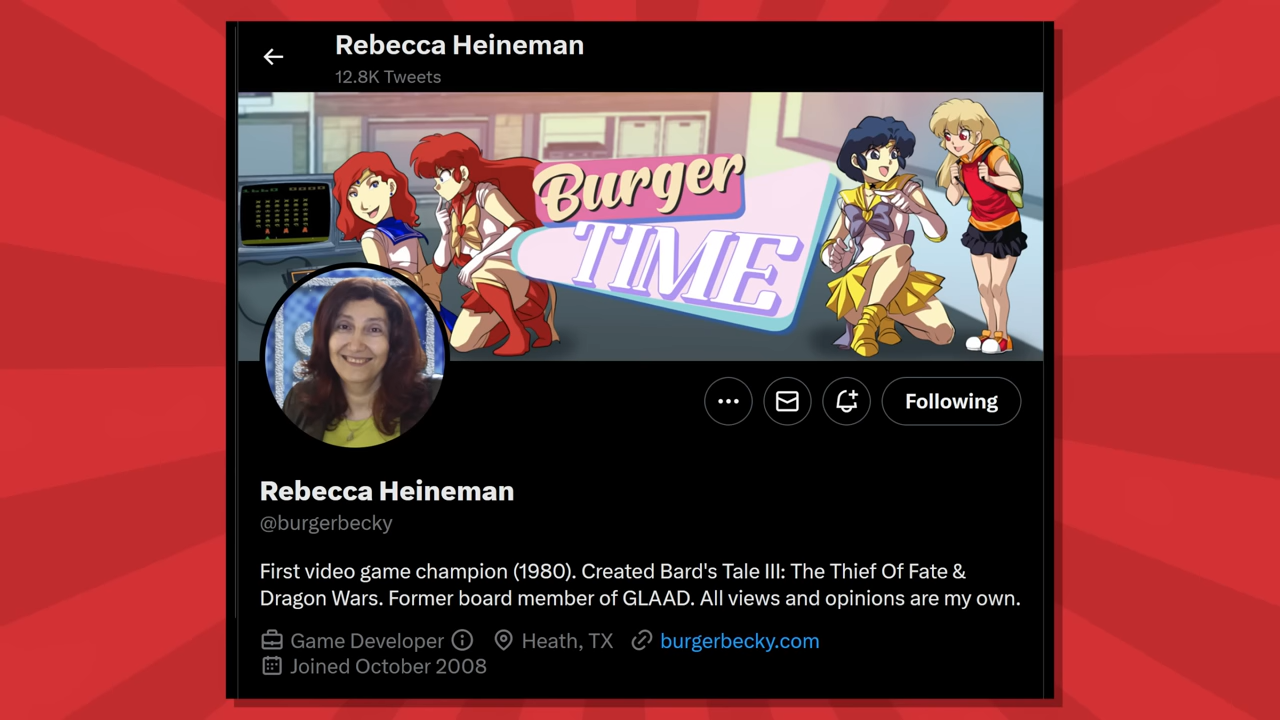 Rebecca Heineman
12.8K Tweets
Burger
TIME
Following
Rebecca Heineman
@burgerbecky
First video game champion (1980). Created Bard's Tale III: The Thief Of Fate &
Dragon Wars. Former board member of GLAAD. All views and opinions are my own.
Game Developer Heath, TX burgerbecky.com
Joined October 2008